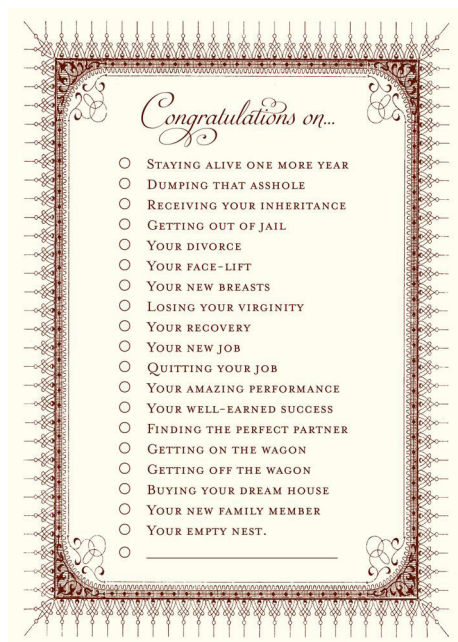 Congratulations on...
Staying alive one more year
Dumping that asshole
Receiving your inheritance
Getting out of jail
Your divorce
Your face-lift
Your new breasts
Losing your virginity
Your recovery
Your new job
Quitting your job
Your amazing performance
Your well-earned success
Finding the perfect partner
Getting on the wagon
Getting off the wagon
Buying your dream house
Your new family member
Your empty nest.